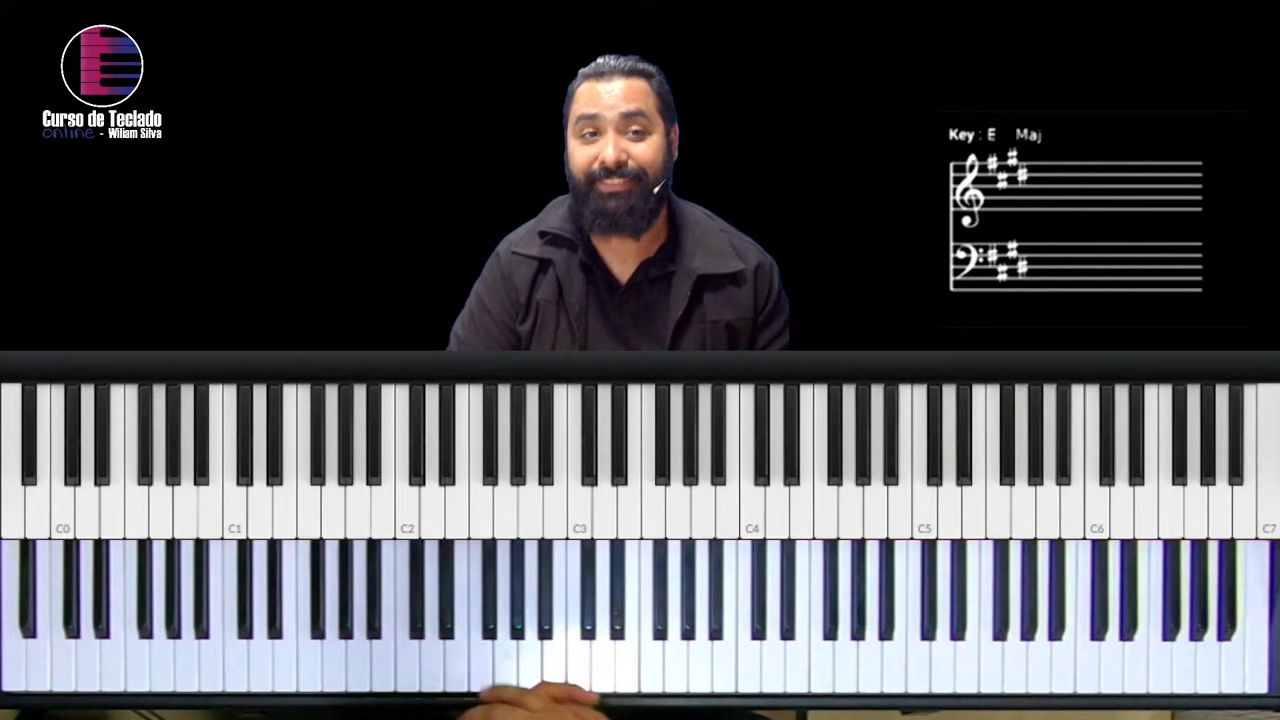 Curso de Teclado
online - Wiliam Silva
Key : E Maj
C0 C1 C2 C3 C4 C5 C6 C7